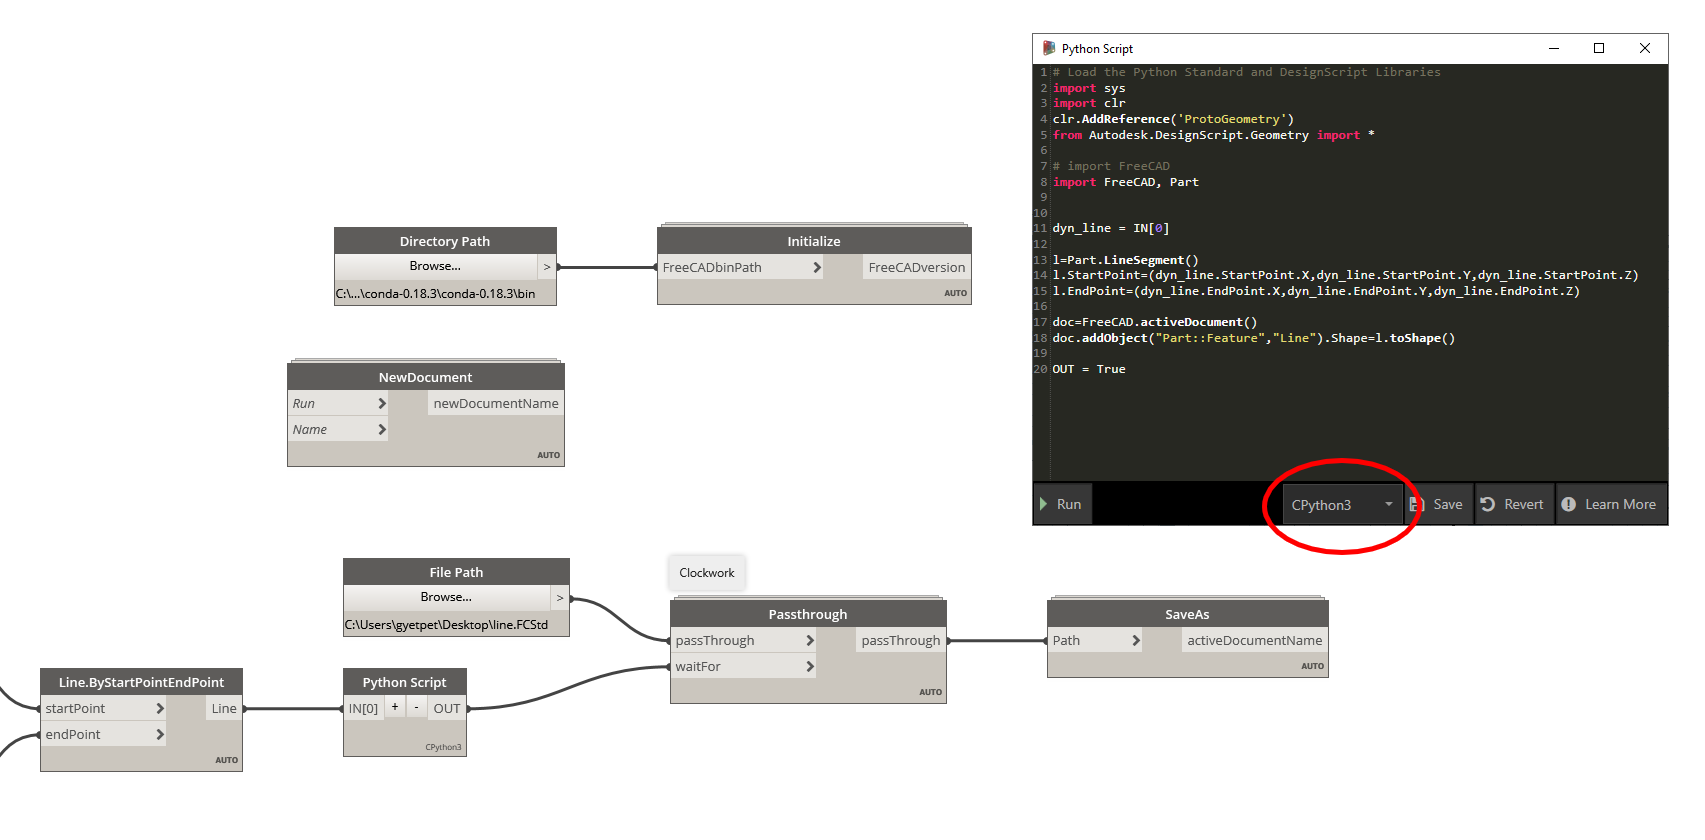 Python Script
1 # Load the Python Standard and DesignScript Libraries
2 import sys
3 import clr
4 clr.AddReference('ProtoGeometry')
5 from Autodesk.DesignScript.Geometry import *
6
7 # import FreeCAD
8 import FreeCAD, Part
9
10
11 dyn_line = IN[0]
12
13 l=Part.LineSegment()
14 l.StartPoint=(dyn_line.StartPoint.X,dyn_line.StartPoint.Y,dyn_line.StartPoint.Z)
15 l.EndPoint=(dyn_line.EndPoint.X,dyn_line.EndPoint.Y,dyn_line.EndPoint.Z)
16
17 doc=FreeCAD.activeDocument()
18 doc.addObject("Part::Feature","Line").Shape=l.toShape()
19
20 OUT = True
Run CPython3 Save Revert Learn More
Directory Path
Browse... >
C:\...\conda-0.18.3\conda-0.18.3\bin
Initialize
FreeCADbinPath > FreeCADversion
AUTO
NewDocument
Run > newDocumentName
Name >
AUTO
File Path
Browse... >
C:\Users\gyetpet\Desktop\line.FCStd
Clockwork
Passthrough
passThrough > passThrough
waitFor >
AUTO
SaveAs
Path > activeDocumentName
AUTO
Line.ByStartPointEndPoint
startPoint > Line
endPoint >
AUTO
Python Script
IN[0] + - OUT
CPython3